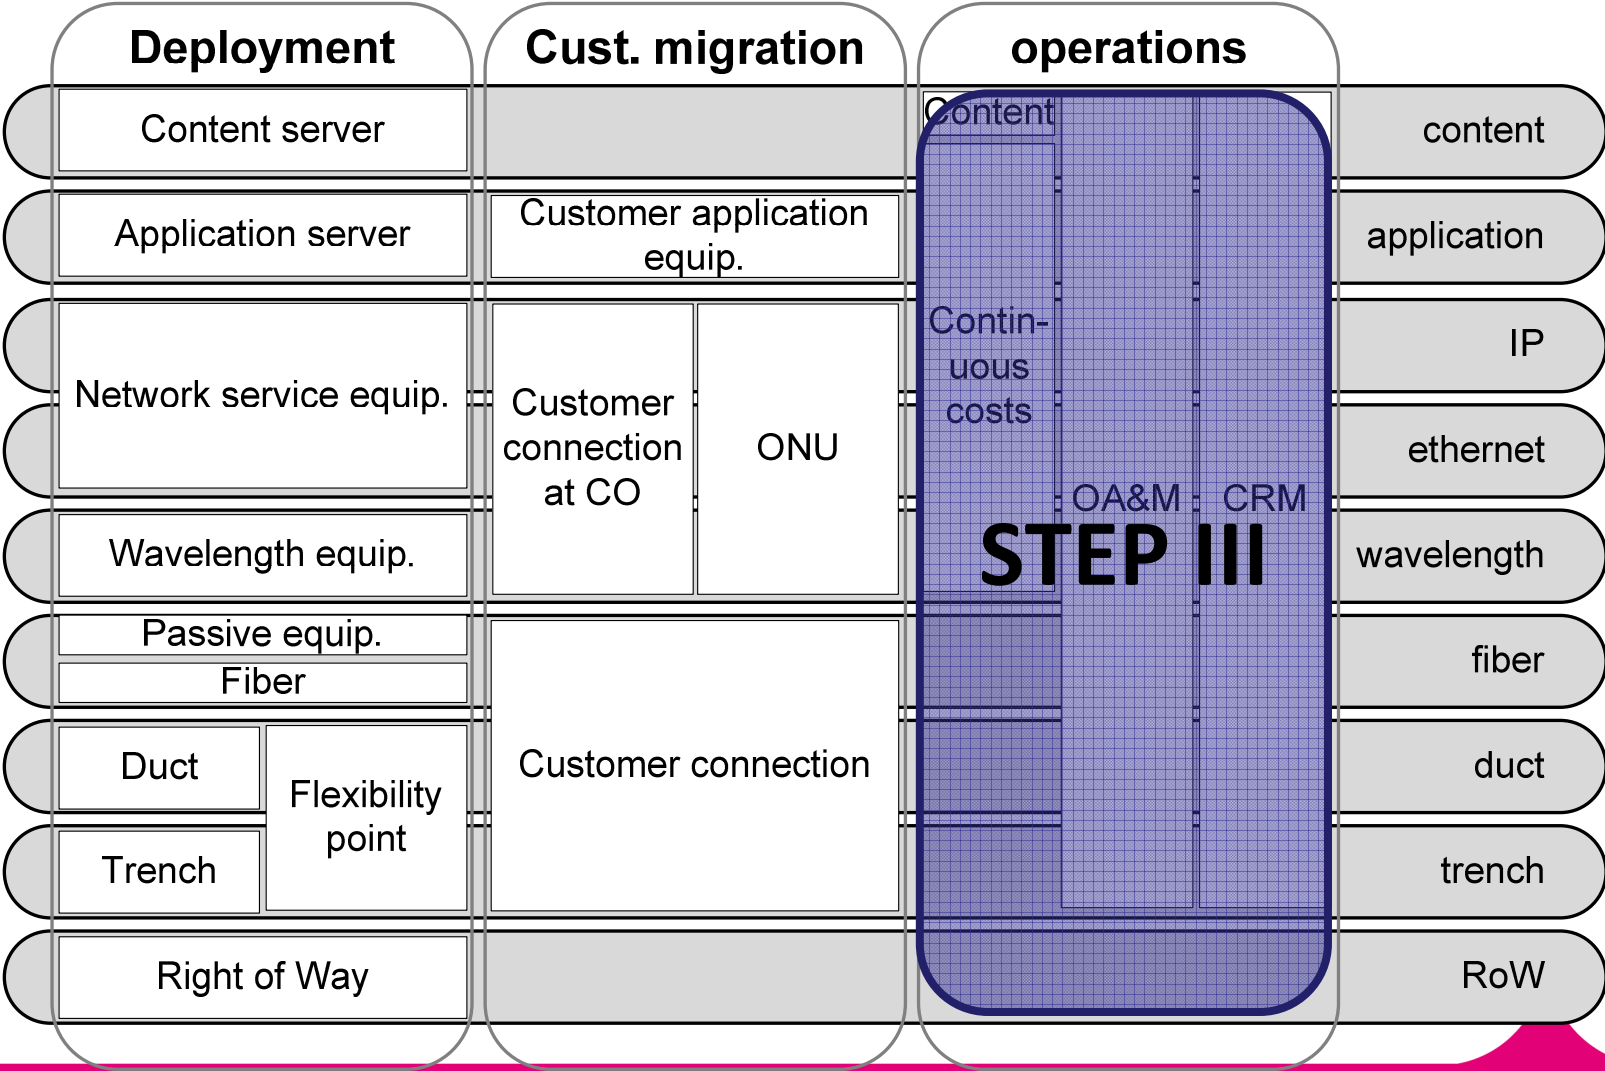 Deployment
Cust. migration
operations
Content server
Content
content
Application server
Customer application
equip.
application
Network service equip.
Customer
connection
at CO
ONU
Contin-
uous
costs
IP
ethernet
OA&M
CRM
STEP III
Wavelength equip.
wavelength
Passive equip.
Fiber
fiber
Duct
Flexibility
point
Customer connection
duct
Trench
trench
Right of Way
RoW